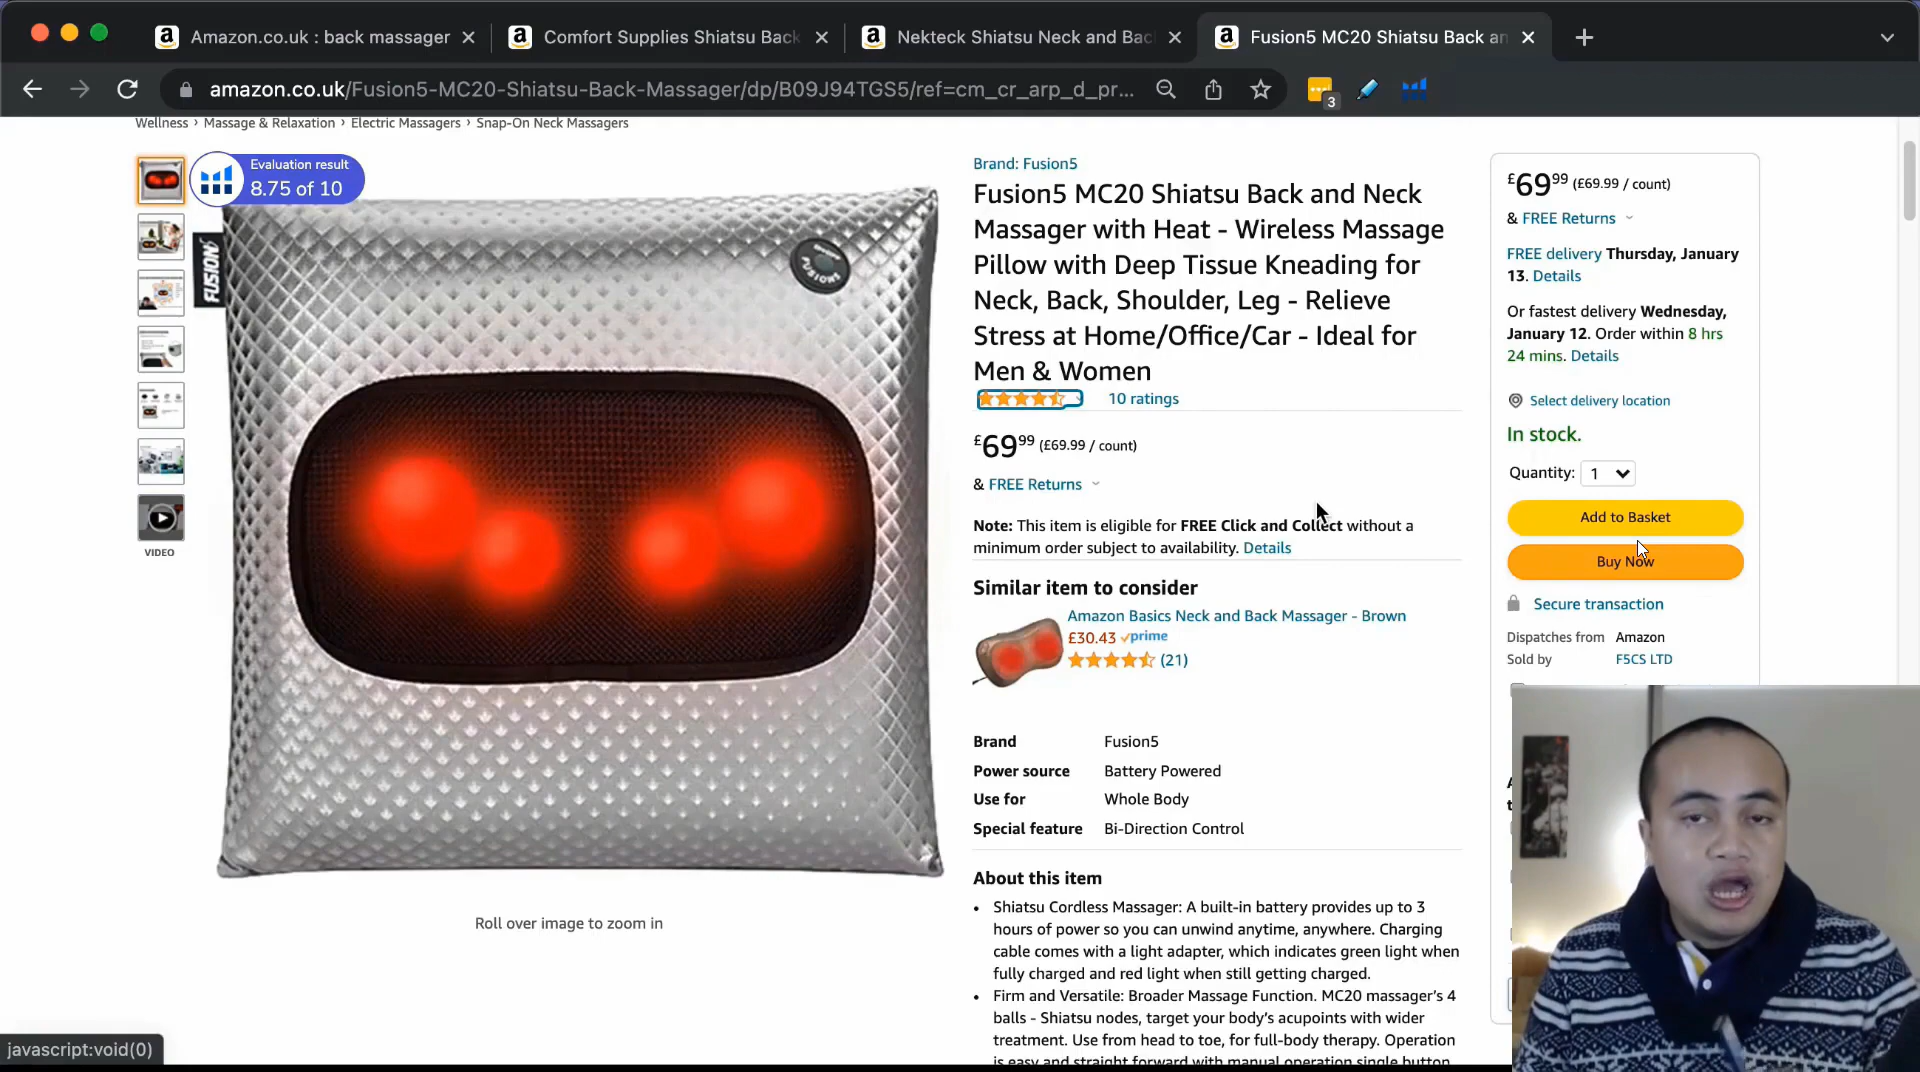 Amazon.co.uk : back massager
Comfort Supplies Shiatsu Back
Nekteck Shiatsu Neck and Bac
Fusion5 MC20 Shiatsu Back an
amazon.co.uk/Fusion5-MC20-Shiatsu-Back-Massager/dp/B09J94TGS5/ref=cm_cr_arp_d_pr...
3
Wellness › Massage & Relaxation › Electric Massagers › Snap-On Neck Massagers
Evaluation result
8.75 of 10
FUSION
FUSION5
VIDEO
Roll over image to zoom in
Brand: Fusion5
Fusion5 MC20 Shiatsu Back and Neck
Massager with Heat - Wireless Massage
Pillow with Deep Tissue Kneading for
Neck, Back, Shoulder, Leg - Relieve
Stress at Home/Office/Car - Ideal for
Men & Women
10 ratings
£69.99 (£69.99 / count)
& FREE Returns
Note: This item is eligible for FREE Click and Collect without a
minimum order subject to availability. Details
Similar item to consider
Amazon Basics Neck and Back Massager - Brown
£30.43 prime
(21)
Brand Fusion5
Power source Battery Powered
Use for Whole Body
Special feature Bi-Direction Control
About this item
• Shiatsu Cordless Massager: A built-in battery provides up to 3
hours of power so you can unwind anytime, anywhere. Charging
cable comes with a light adapter, which indicates green light when
fully charged and red light when still getting charged.
• Firm and Versatile: Broader Massage Function. MC20 massager's 4
balls - Shiatsu nodes, target your body's acupoints with wider
treatment. Use from head to toe, for full-body therapy. Operation
is easy and straight forward with manual operation single button
£69.99 (£69.99 / count)
& FREE Returns
FREE delivery Thursday, January
13. Details
Or fastest delivery Wednesday,
January 12. Order within 8 hrs
24 mins. Details
Select delivery location
In stock.
Quantity: 1
Add to Basket
Buy Now
Secure transaction
Dispatches from Amazon
Sold by F5CS LTD
javascript:void(0)